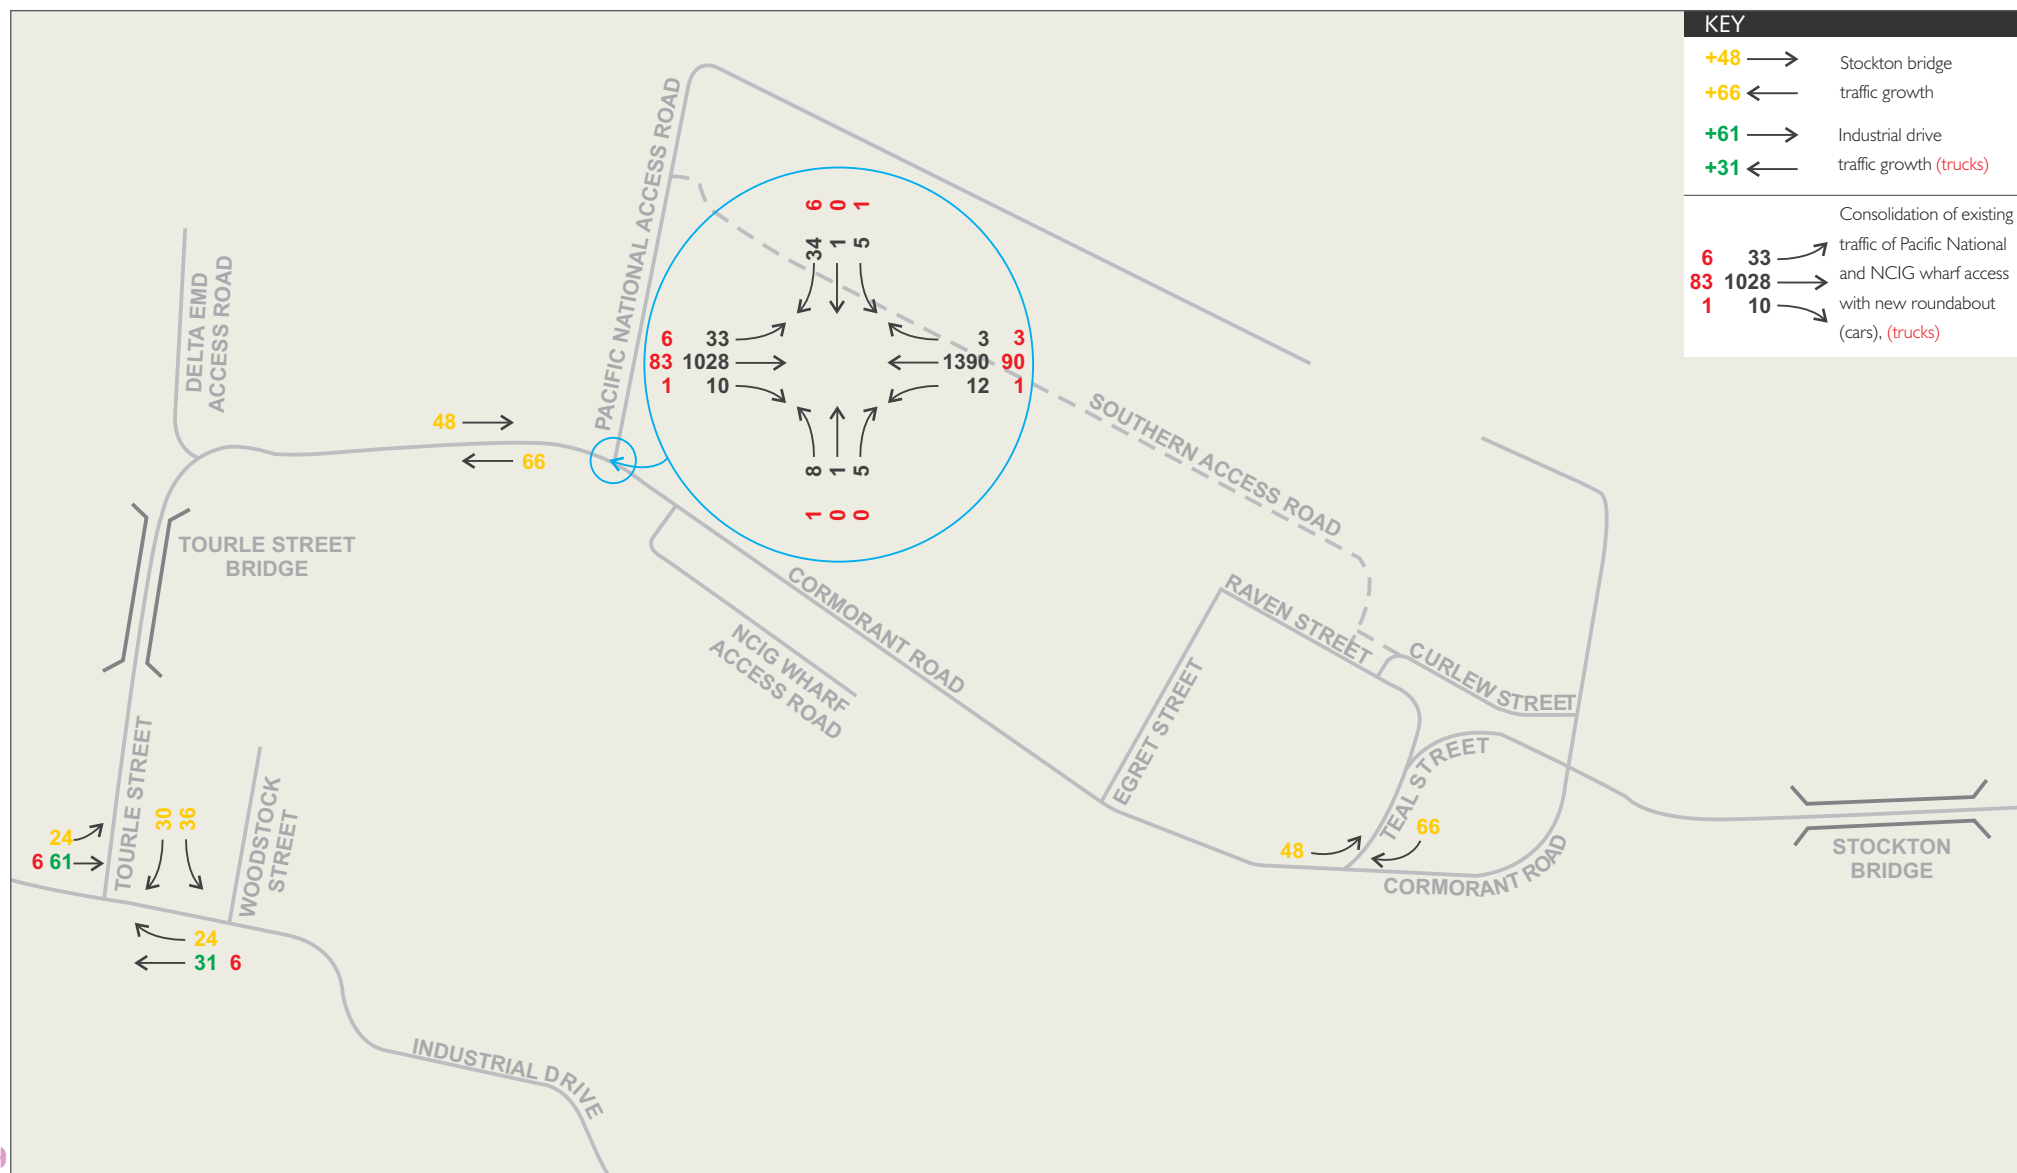 KEY
+48
Stockton bridge
+66
traffic growth
+61
Industrial drive
+31
traffic growth (trucks)
Consolidation of existing
traffic of Pacific National
6 33
and NCIG wharf access
83 1028
with new roundabout
1 10
(cars), (trucks)
PACIFIC NATIONAL ACCESS ROAD
6 0 1
34 1 5
6 33
83 1028
1 10
3 3
1390 90
12 1
8 1 5
1 0 0
DELTA EMD
ACCESS ROAD
48
66
SOUTHERN ACCESS ROAD
TOURLE STREET
BRIDGE
CORMORANT ROAD
NCIG WHARF
ACCESS ROAD
RAVEN STREET
CURLEW STREET
EGRET STREET
TEAL STREET
48
66
CORMORANT ROAD
STOCKTON
BRIDGE
TOURLE STREET
WOODSTOCK
STREET
30 36
24
6 61
24
31 6
INDUSTRIAL DRIVE